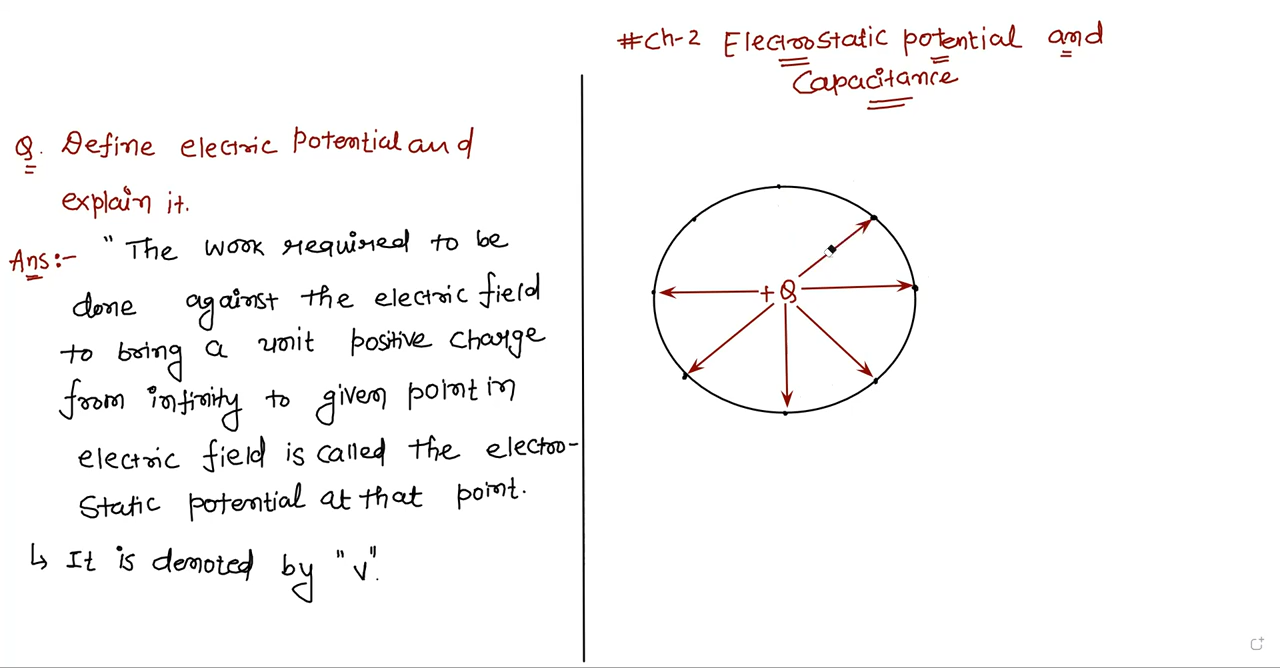 #Ch-2 Electrostatic potential and
Capacitance
Q. Define electric potential and
explain it.
Ans:- "The work required to be
done against the electric field
to bring a unit positive charge
from infinity to given point in
electric field is called the electro-
static potential at that point.
↳ It is denoted by "v".
+Q